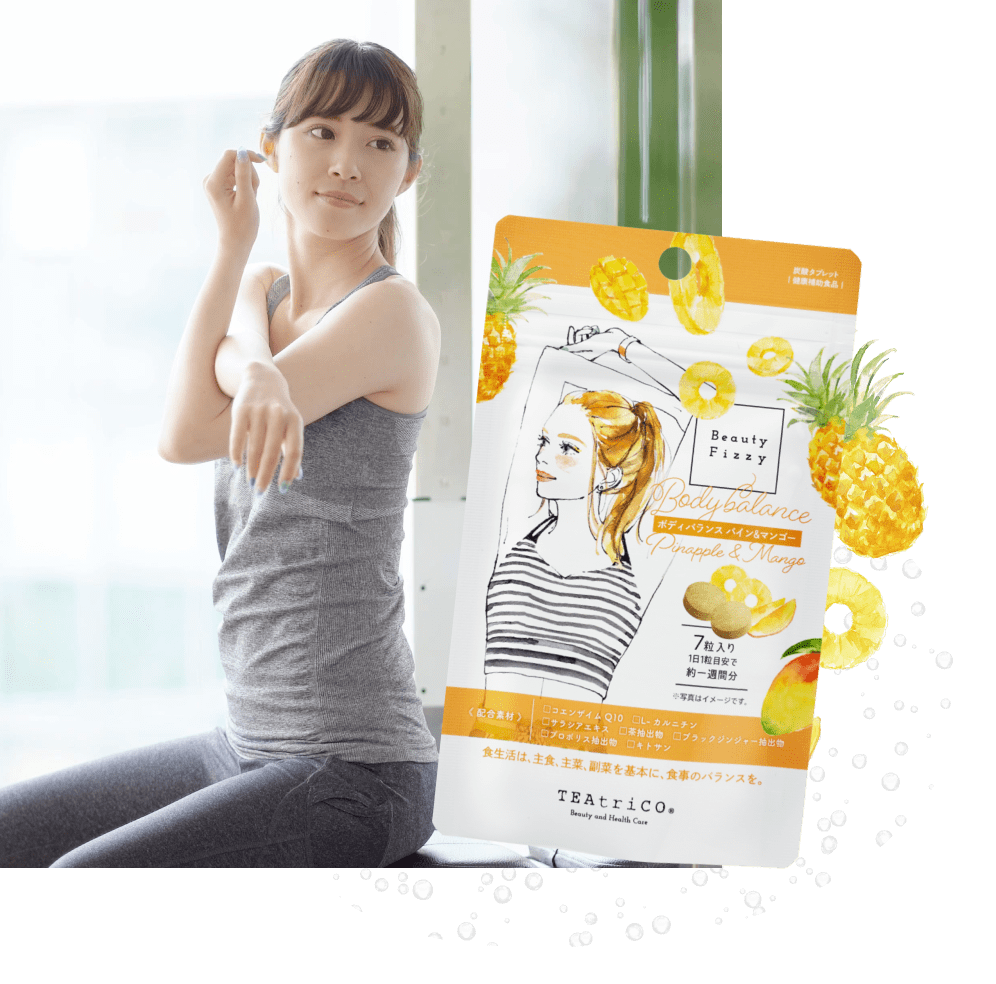 炭酸タブレット
［健康補助食品］
Beauty
Fizzy
Body balance
ボディバランス パイン&マンゴー
Pinapple & Mango
7粒入り
1日1粒目安で
約一週間分
※写真はイメージです。
〈配合素材〉
□コエンザイムQ10 □L-カルニチン
□サラシアエキス □茶抽出物 □ブラックジンジャー抽出物
□プロポリス抽出物 □キトサン
食生活は、主食、主菜、副菜を基本に、食事のバランスを。
TEAtriCO®
Beauty and Health Care